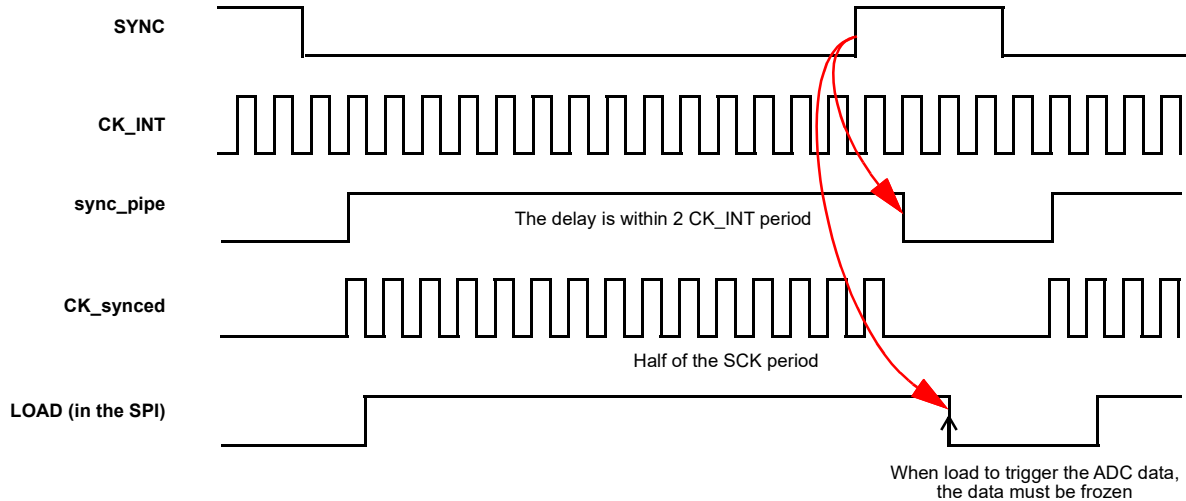 SYNC
CK_INT
sync_pipe
The delay is within 2 CK_INT period
CK_synced
Half of the SCK period
LOAD (in the SPI)
When load to trigger the ADC data,
the data must be frozen